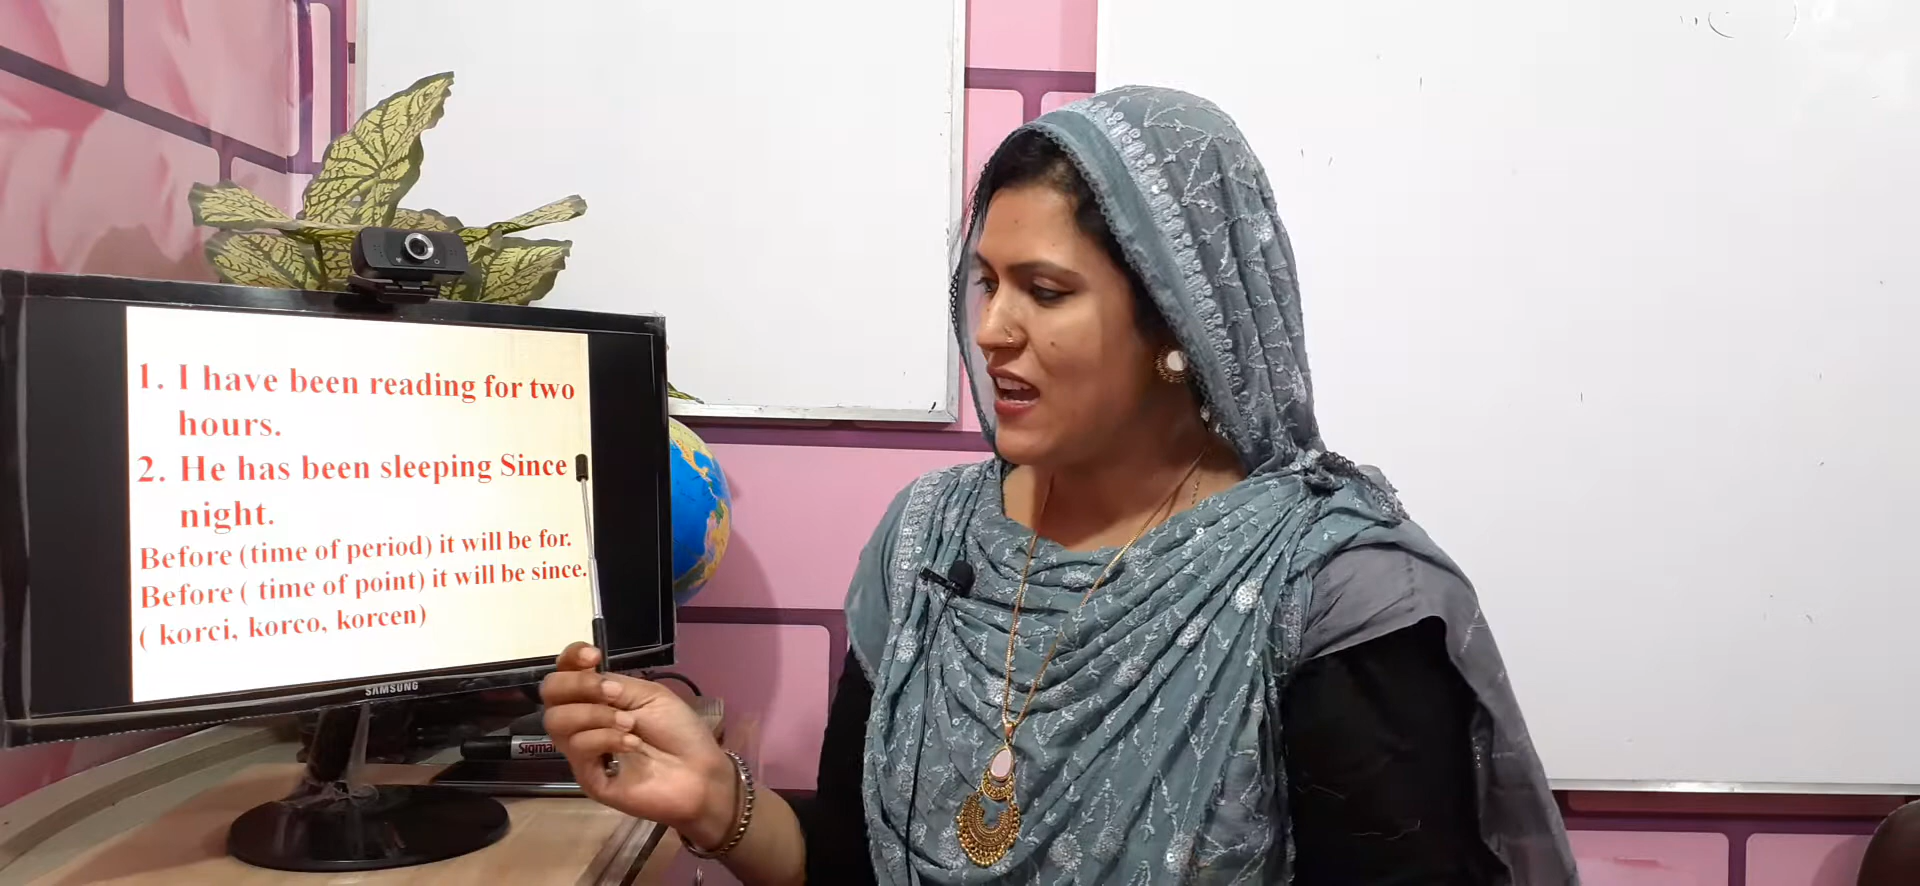 1. I have been reading for two
hours.
2. He has been sleeping Since
night.
Before (time of period) it will be for.
Before ( time of point) it will be since.
( korci, korco, korcen)
SAMSUNG
Sigma